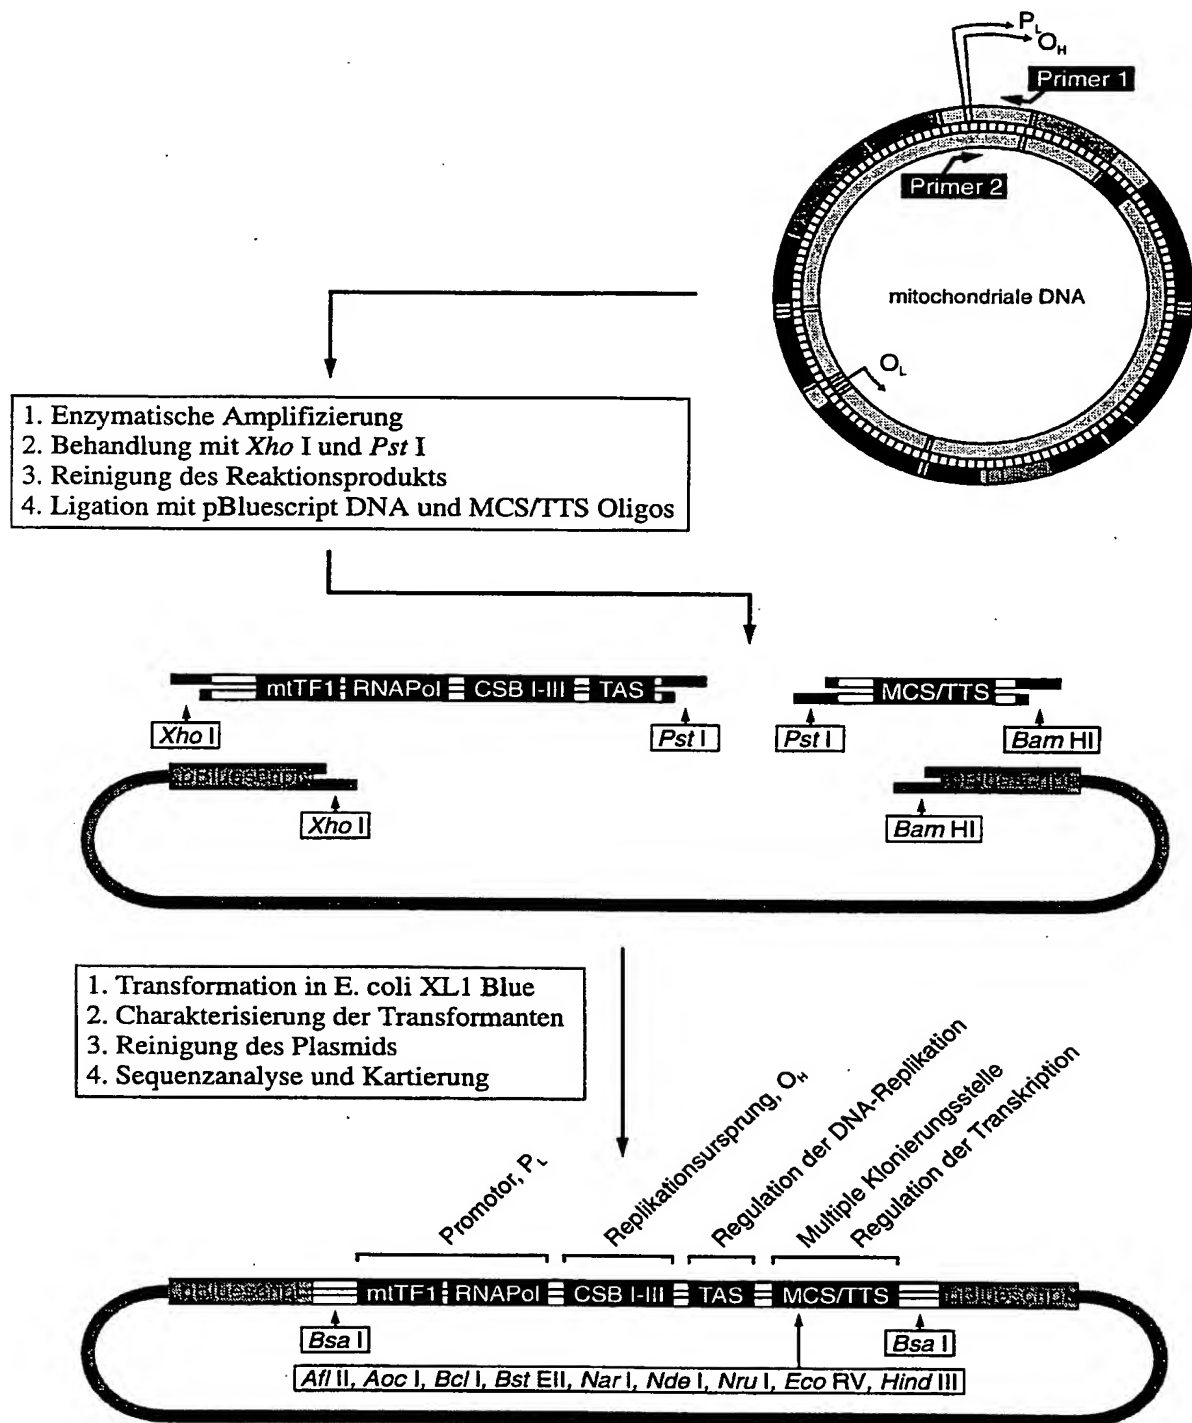 P_L
O_H
Primer 1
Primer 2
mitochondriale DNA
O_L
1. Enzymatische Amplifizierung
2. Behandlung mit Xho I und Pst I
3. Reinigung des Reaktionsprodukts
4. Ligation mit pBluescript DNA und MCS/TTS Oligos
mtTF1 RNAPol CSB I-III TAS
MCS/TTS
Xho I
Pst I
Pst I
Bam HI
pBluescript
pBluescript
Xho I
Bam HI
1. Transformation in E. coli XL1 Blue
2. Charakterisierung der Transformanten
3. Reinigung des Plasmids
4. Sequenzanalyse und Kartierung
Promotor, P_L
Replikationsursprung, O_H
Regulation der DNA-Replikation
Multiple Klonierungsstelle
Regulation der Transkription
pBluescript mtTF1 RNAPol CSB I-III TAS MCS/TTS pBluescript
Bsa I
Bsa I
Afl II, Aoc I, Bcl I, Bst EII, Nar I, Nde I, Nru I, Eco RV, Hind III